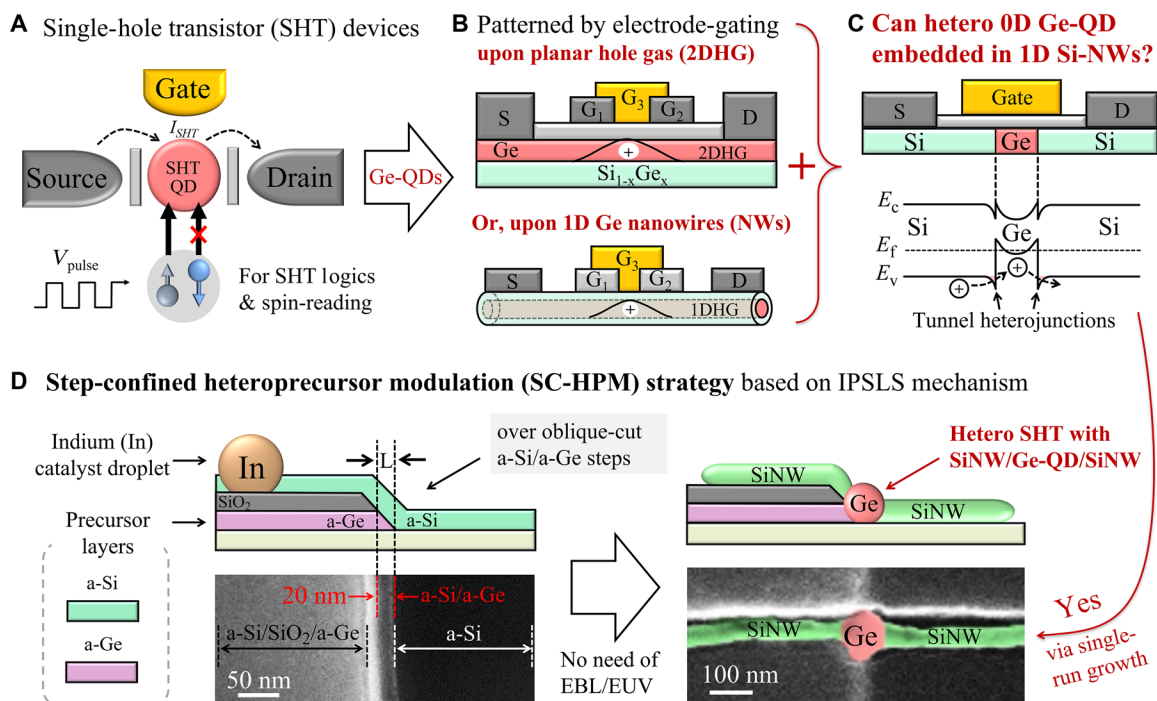 A Single-hole transistor (SHT) devices
Gate
I_SHT
Source
SHT
QD
Drain
V_pulse
For SHT logics
& spin-reading
Ge-QDs
B Patterned by electrode-gating
upon planar hole gas (2DHG)
S
G₁
G₃
G₂
D
Ge
+
2DHG
Si₁₋ₓGeₓ
Or, upon 1D Ge nanowires (NWs)
S
G₁
G₃
G₂
D
+
1DHG
+
C Can hetero 0D Ge-QD
embedded in 1D Si-NWs?
S
Gate
D
Si
Ge
Si
E_c
Si
Ge
Si
E_f
E_v
+
+
Tunnel heterojunctions
D Step-confined heteroprecursor modulation (SC-HPM) strategy based on IPSLS mechanism
Indium (In)
catalyst droplet
In
L
over oblique-cut
a-Si/a-Ge steps
SiO₂
a-Ge
a-Si
Precursor
layers
a-Si
a-Ge
20 nm
a-Si/a-Ge
a-Si/SiO₂/a-Ge
a-Si
50 nm
No need of
EBL/EUV
Hetero SHT with
SiNW/Ge-QD/SiNW
SiNW
Ge
SiNW
SiNW
Ge
SiNW
100 nm
Yes
via single-
run growth